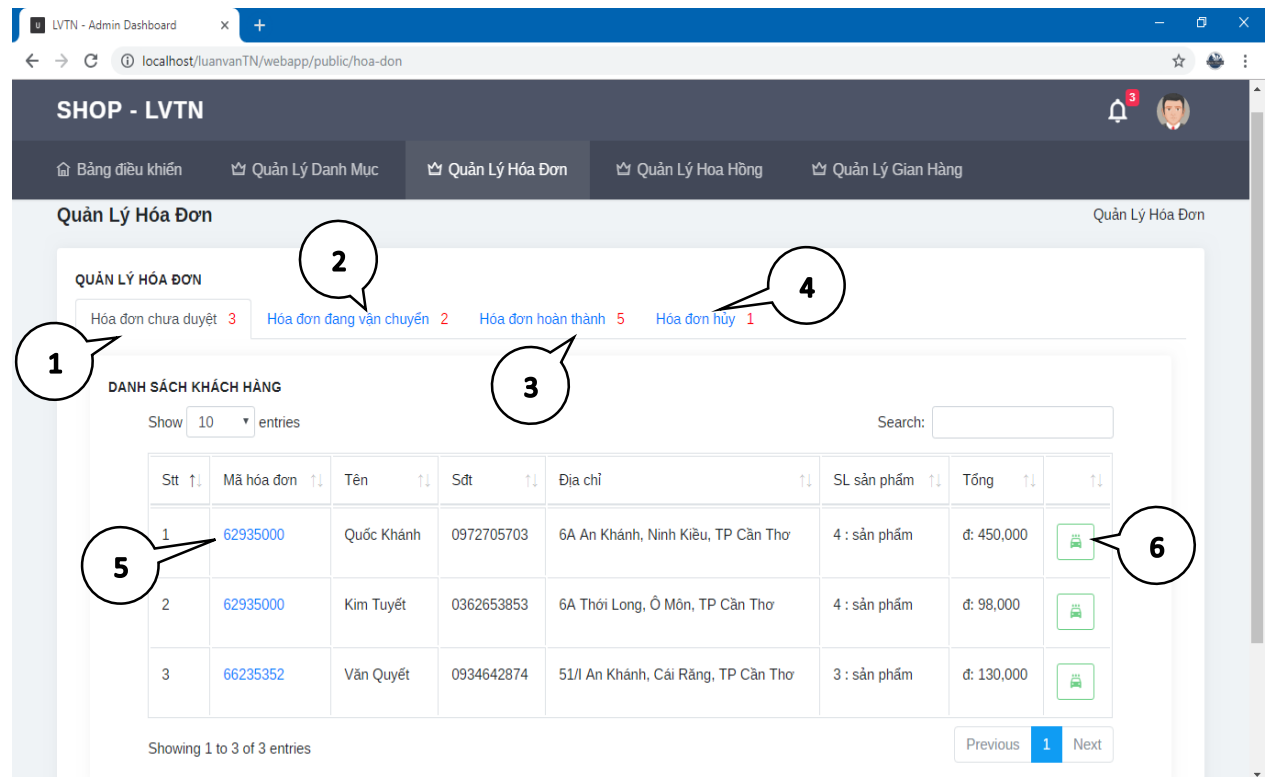 LVTN - Admin Dashboard
localhost/luanvanTN/webapp/public/hoa-don
SHOP - LVTN
3
Bảng điều khiển Quản Lý Danh Mục Quản Lý Hóa Đơn Quản Lý Hoa Hồng Quản Lý Gian Hàng
Quản Lý Hóa Đơn Quản Lý Hóa Đơn
2
4
QUẢN LÝ HÓA ĐƠN
Hóa đơn chưa duyệt 3 Hóa đơn đang vận chuyển 2 Hóa đơn hoàn thành 5 Hóa đơn hủy 1
1
3
DANH SÁCH KHÁCH HÀNG
Show 10 entries Search:
Stt Mã hóa đơn Tên Sđt Địa chỉ SL sản phẩm Tổng
1 62935000 Quốc Khánh 0972705703 6A An Khánh, Ninh Kiều, TP Cần Thơ 4 : sản phẩm đ: 450,000
5
6
2 62935000 Kim Tuyết 0362653853 6A Thới Long, Ô Môn, TP Cần Thơ 4 : sản phẩm đ: 98,000
3 66235352 Văn Quyết 0934642874 51/I An Khánh, Cái Răng, TP Cần Thơ 3 : sản phẩm đ: 130,000
Showing 1 to 3 of 3 entries Previous 1 Next